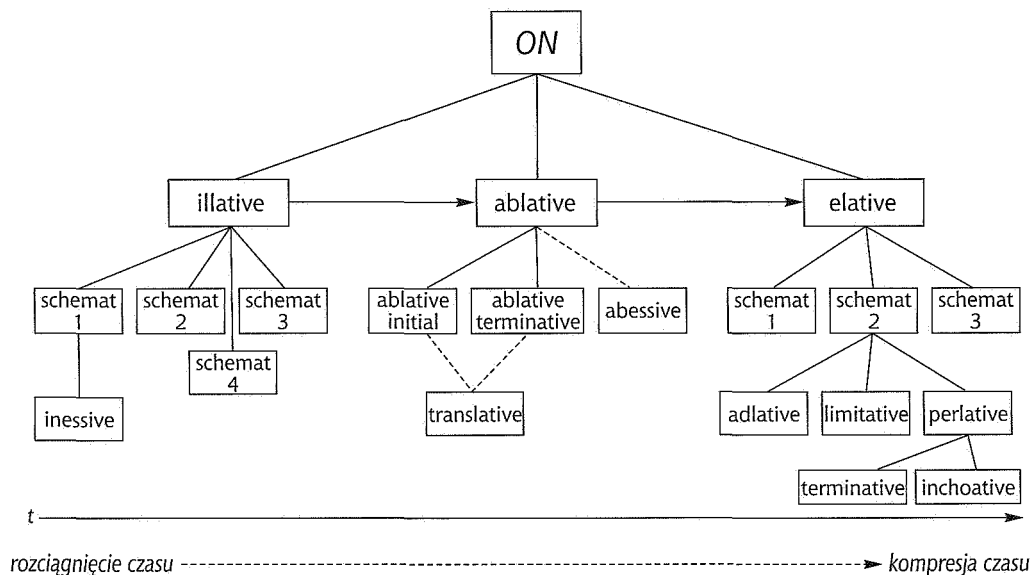 ON
illative
ablative
elative
schemat
1
schemat
2
schemat
3
schemat
4
inessive
ablative
initial
ablative
terminative
abessive
translative
schemat
1
schemat
2
schemat
3
adlative
limitative
perlative
terminative
inchoative
t
rozciągnięcie czasu
kompresja czasu